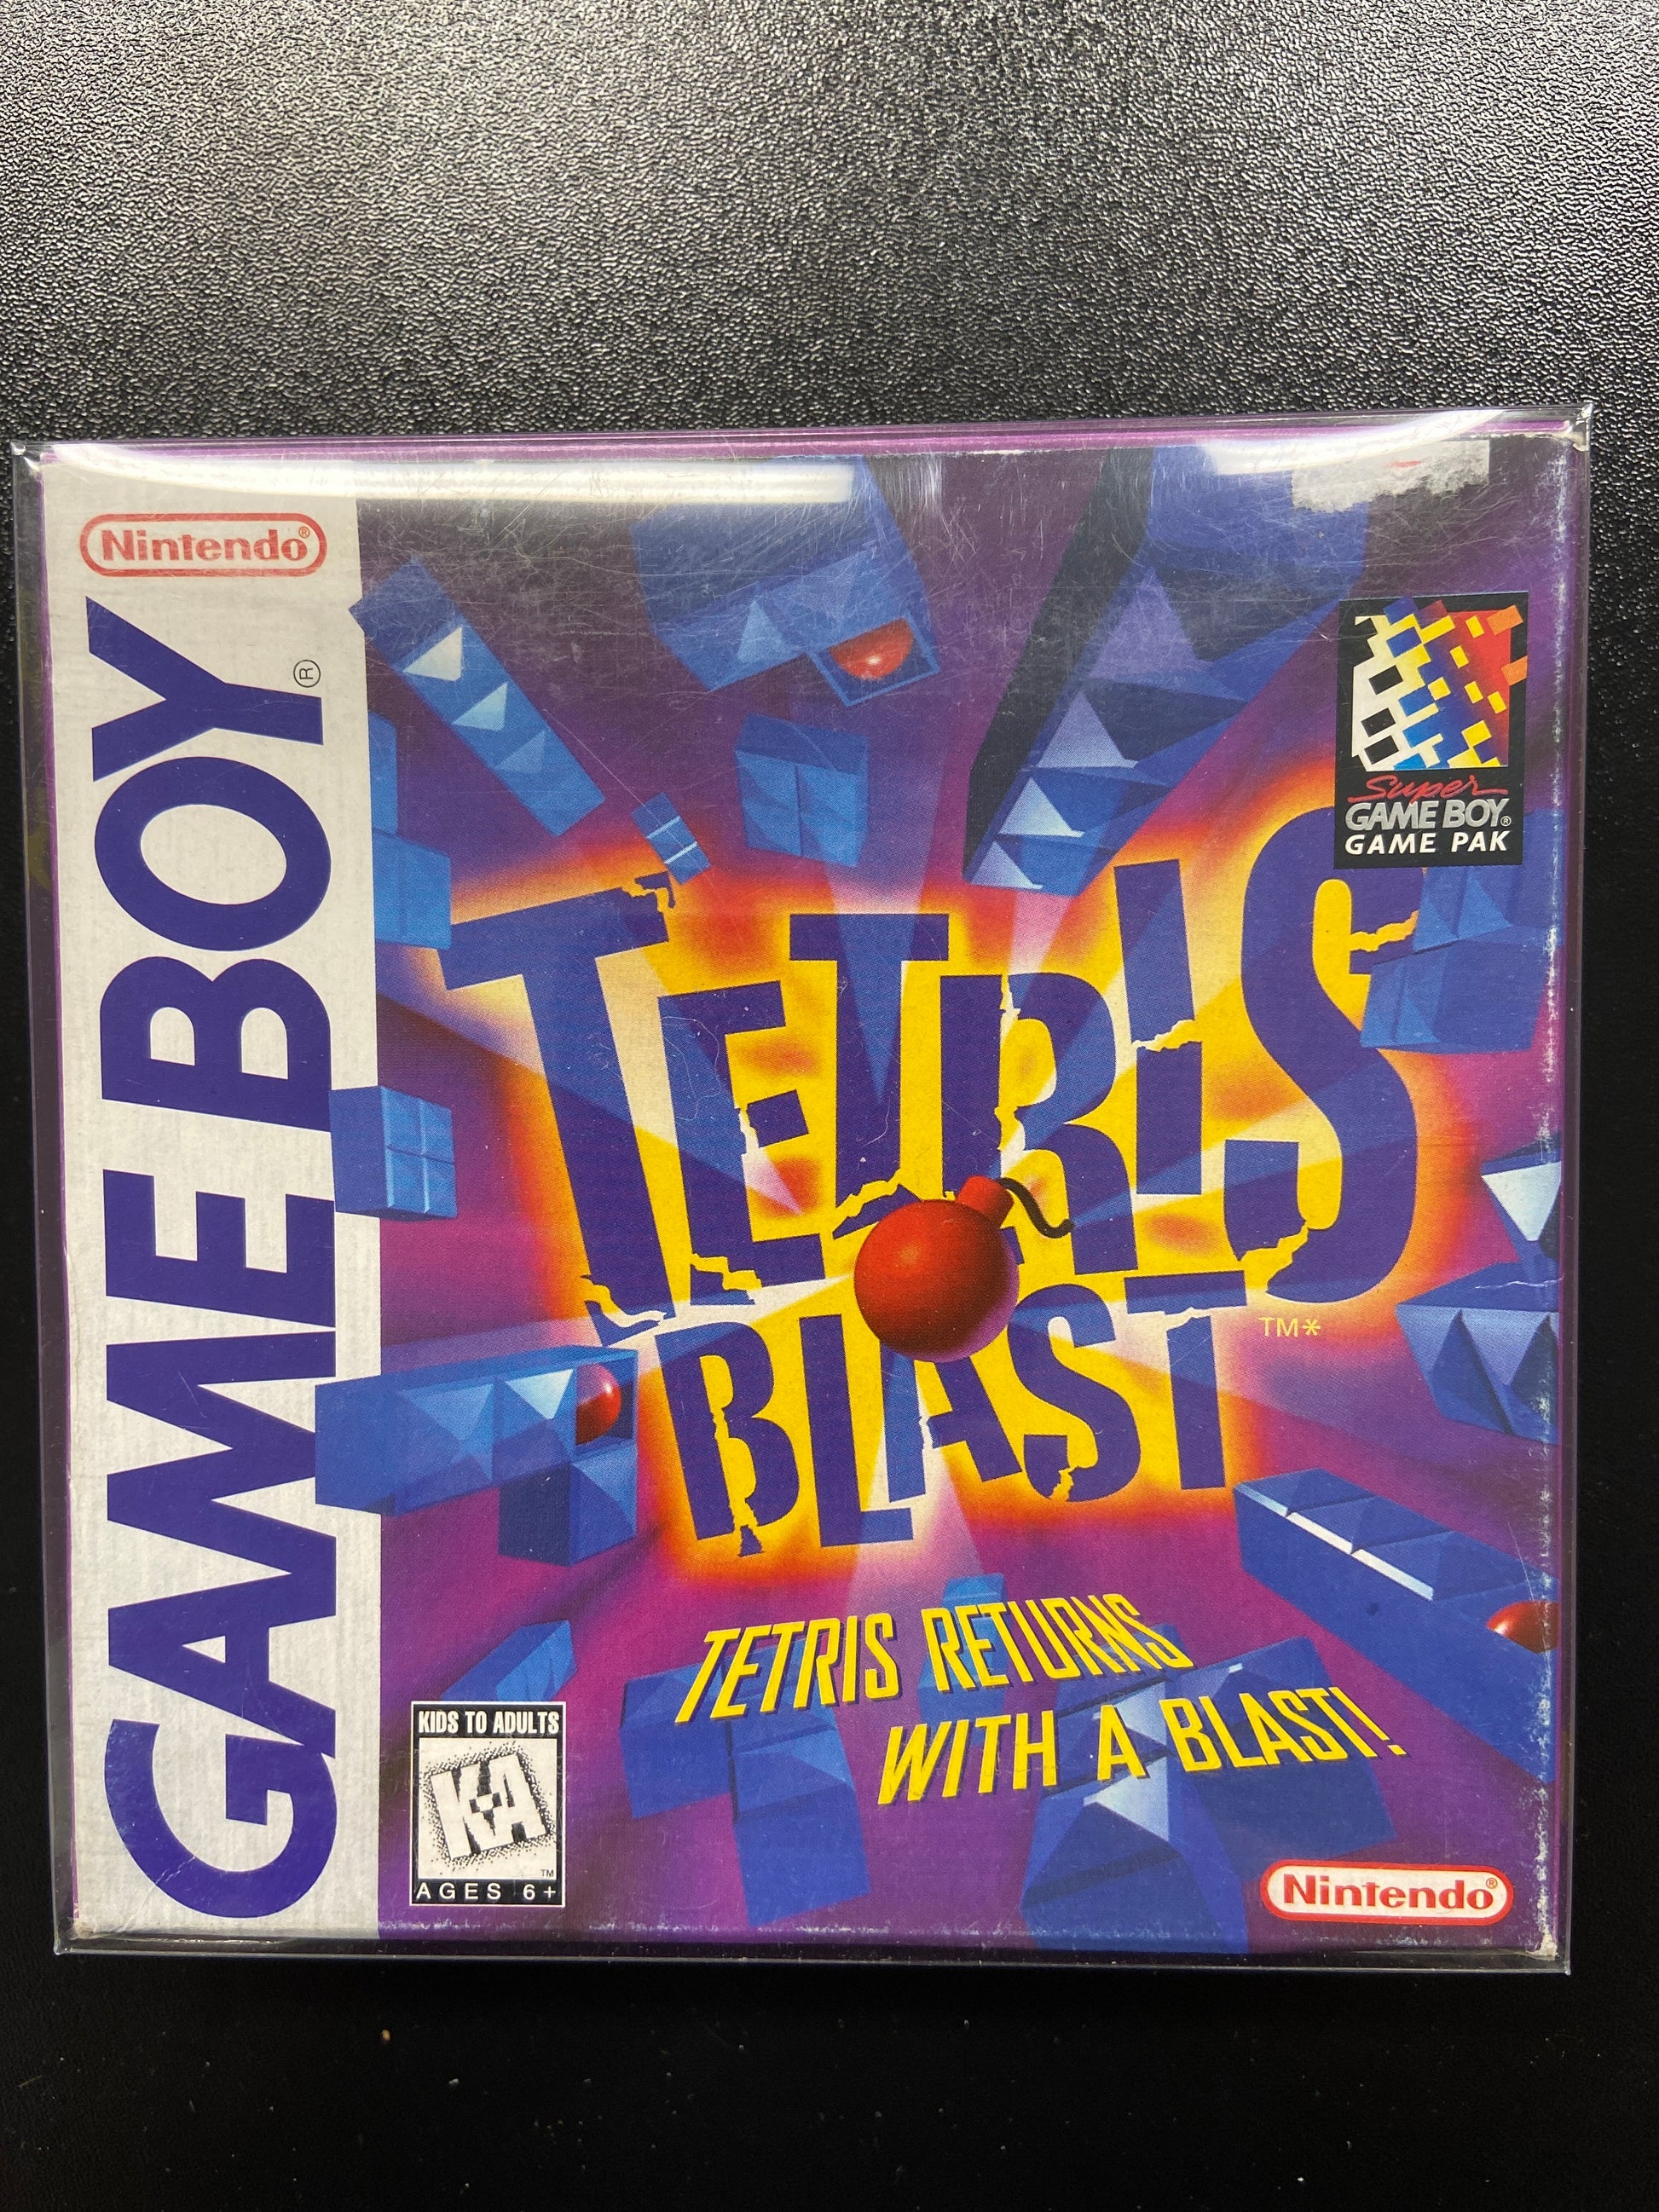 Nintendo®
GAME BOY®
Super
GAME BOY®
GAME PAK
TETRIS
BLAST
TM*
TETRIS RETURNS
WITH A BLAST!
KIDS TO ADULTS
K-A
TM
AGES 6+
Nintendo®